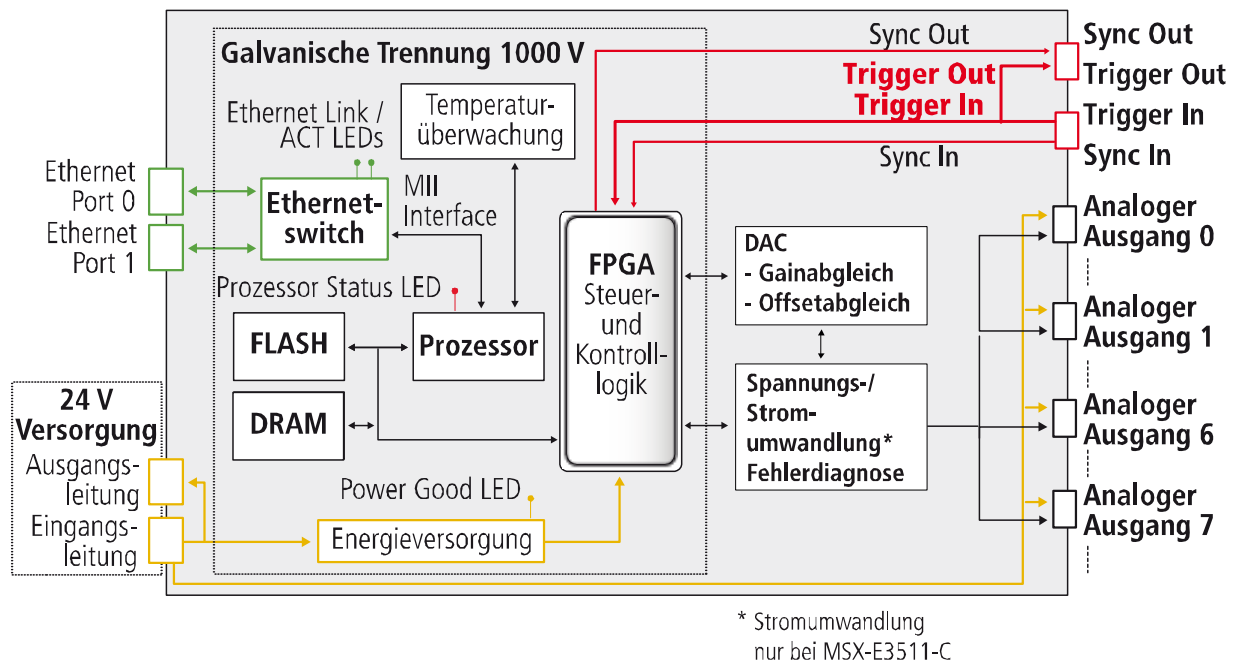 Galvanische Trennung 1000 V
Sync Out
Trigger Out
Trigger In
Sync In
Sync Out
Trigger Out
Trigger In
Sync In
Ethernet Link /
ACT LEDs
Temperatur-
überwachung
Ethernet
Port 0
Ethernet
Port 1
Ethernet-
switch
MII
Interface
Prozessor Status LED
FLASH
DRAM
Prozessor
FPGA
Steuer-
und
Kontroll-
logik
DAC
- Gainabgleich
- Offsetabgleich
Spannungs-/
Strom-
umwandlung*
Fehlerdiagnose
Analoger
Ausgang 0
Analoger
Ausgang 1
Analoger
Ausgang 6
Analoger
Ausgang 7
24 V
Versorgung
Ausgangs-
leitung
Eingangs-
leitung
Power Good LED
Energieversorgung
* Stromumwandlung
nur bei MSX-E3511-C